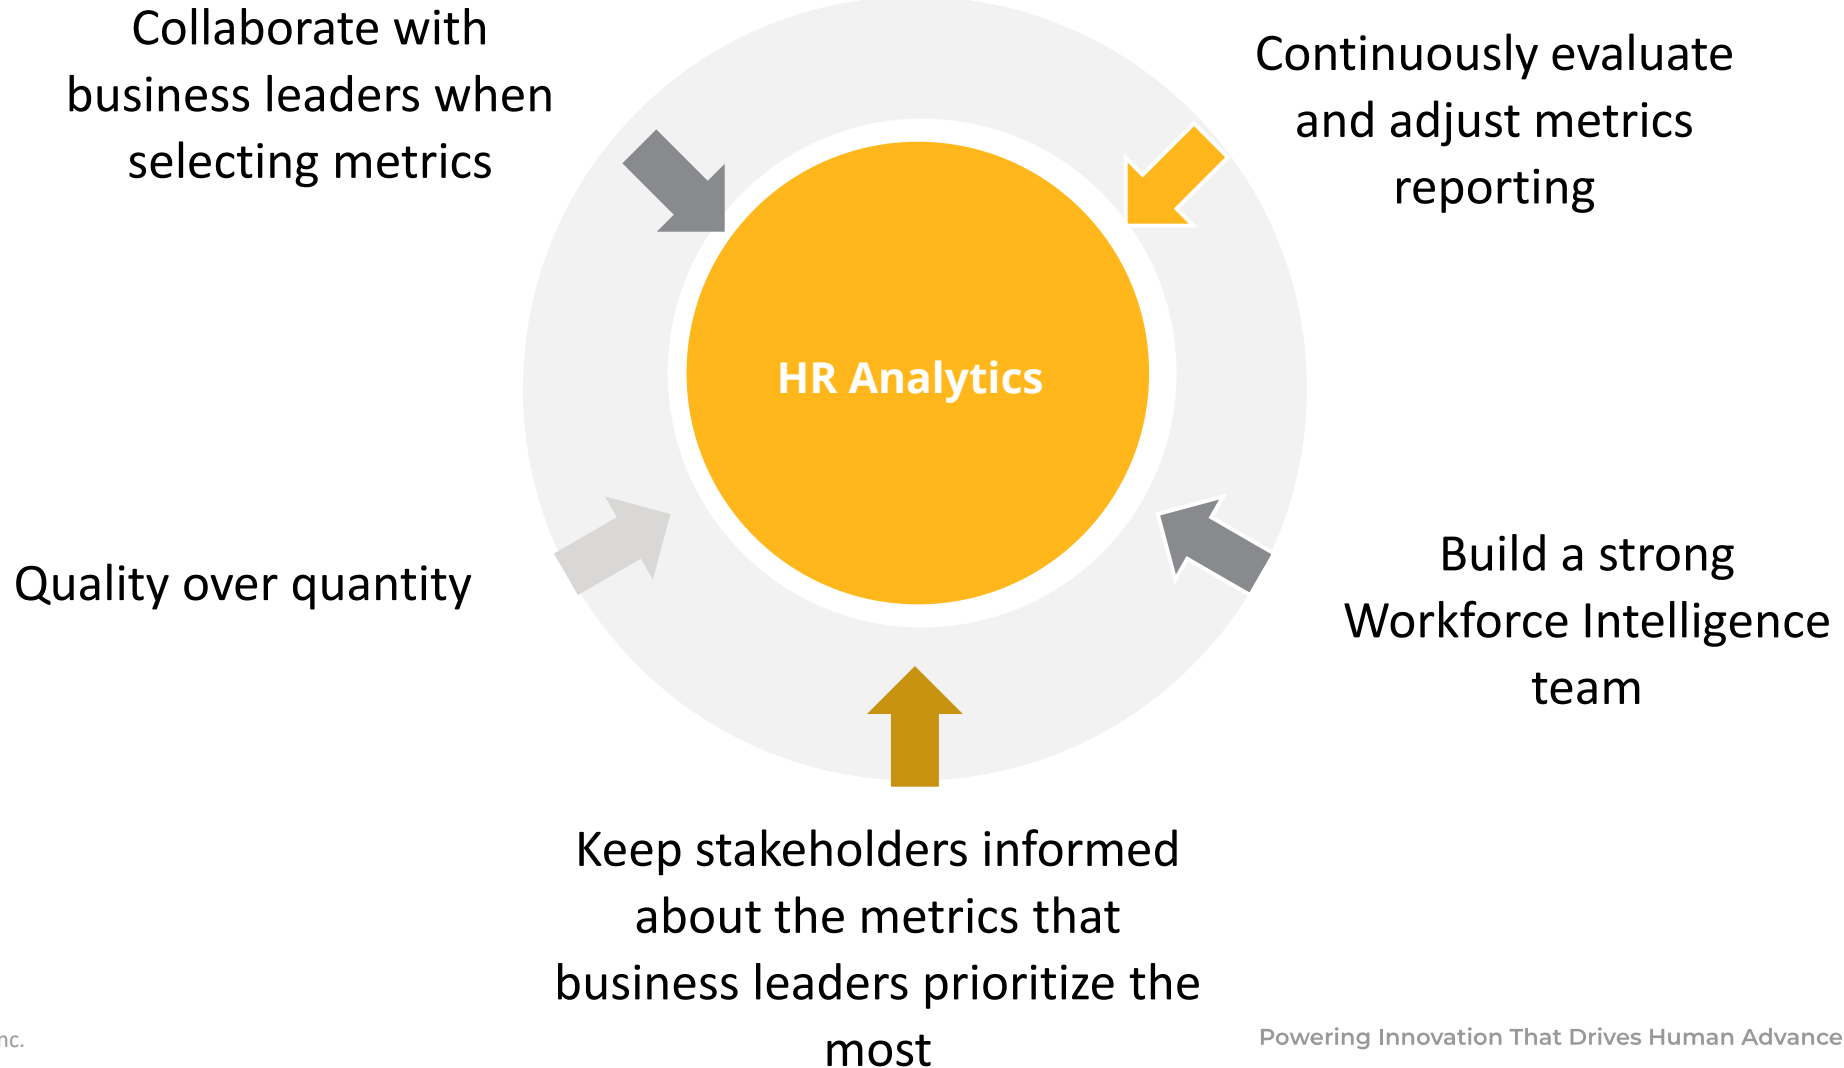 Collaborate with
business leaders when
selecting metrics
Continuously evaluate
and adjust metrics
reporting
HR Analytics
Quality over quantity
Build a strong
Workforce Intelligence
team
Keep stakeholders informed
about the metrics that
business leaders prioritize the
most
nc.
Powering Innovation That Drives Human Advance